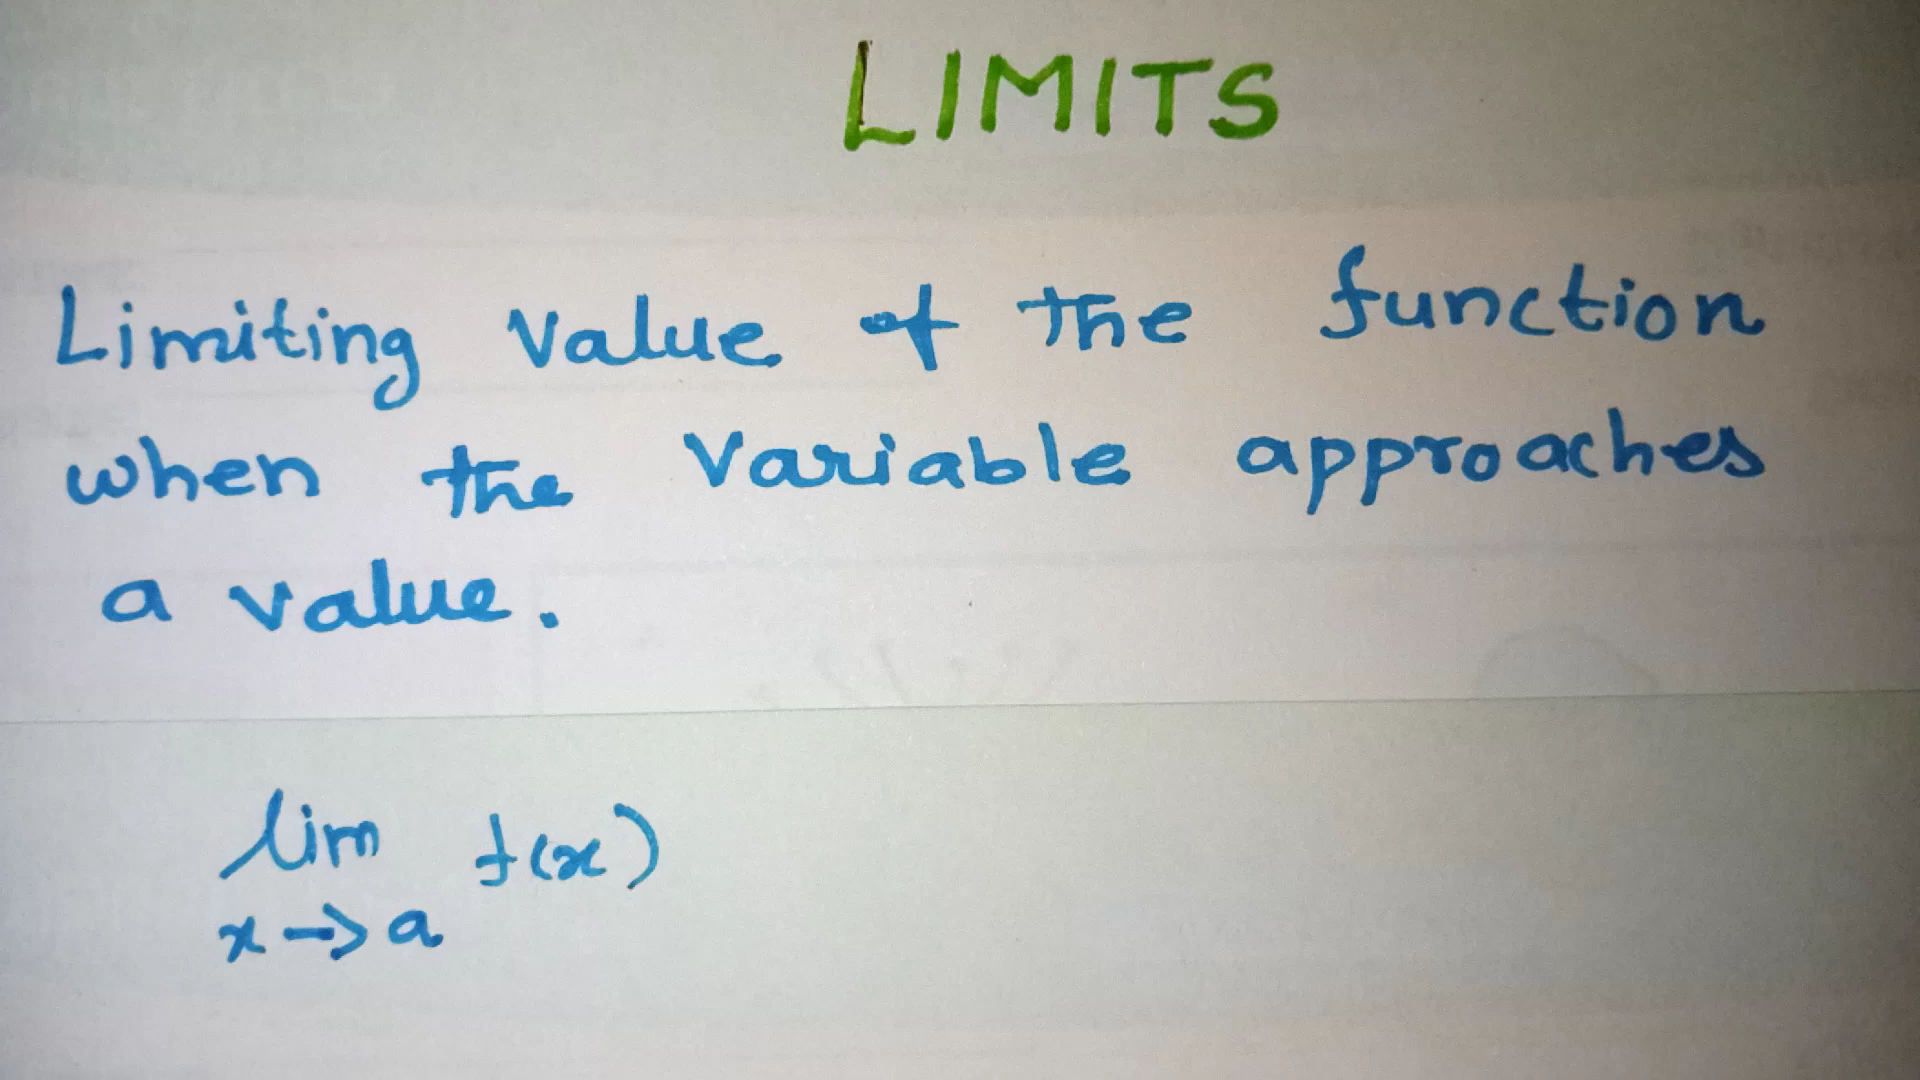 LIMITS
Limiting value of the function
when the variable approaches
a value.
lim f(x)
x->a